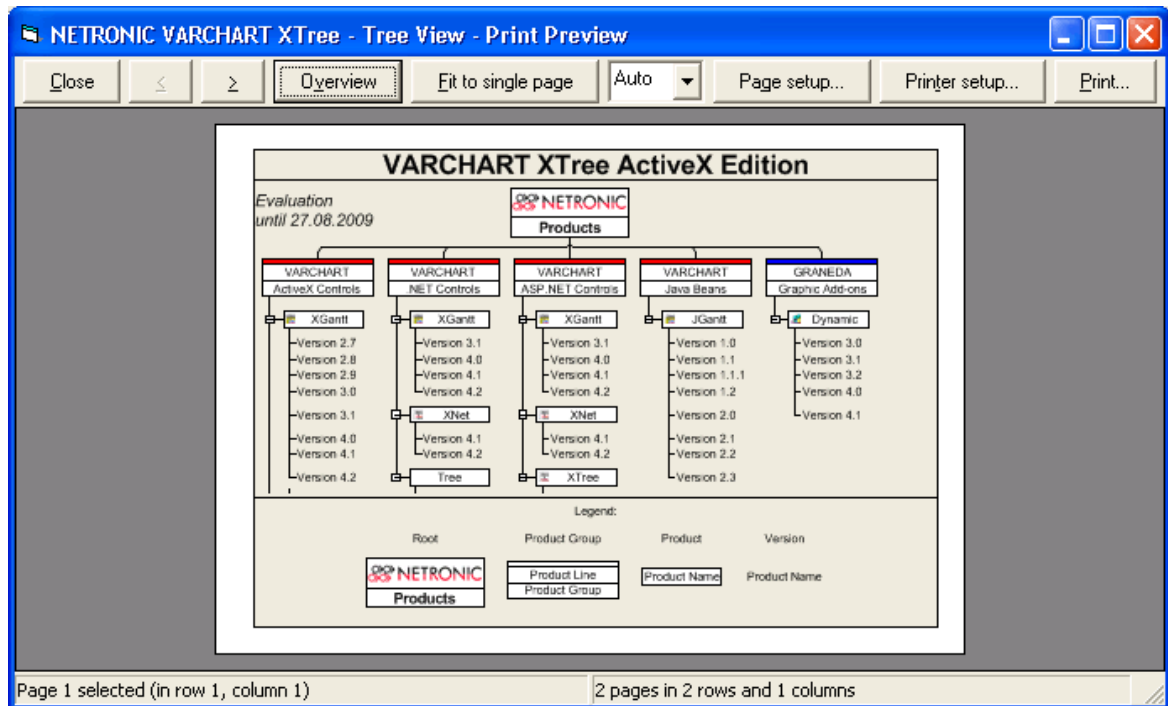 NETRONIC VARCHART XTree - Tree View - Print Preview
Close < > Overview Fit to single page Auto Page setup... Printer setup... Print...
VARCHART XTree ActiveX Edition
Evaluation
until 27.08.2009
NETRONIC
Products
VARCHART VARCHART VARCHART VARCHART GRANEDA
ActiveX Controls .NET Controls ASP.NET Controls Java Beans Graphic Add-ons
XGantt XGantt XGantt JGantt Dynamic
Version 2.7 Version 3.1 Version 3.1 Version 1.0 Version 3.0
Version 2.8 Version 4.0 Version 4.0 Version 1.1 Version 3.1
Version 2.9 Version 4.1 Version 4.1 Version 1.1.1 Version 3.2
Version 3.0 Version 4.2 Version 4.2 Version 1.2 Version 4.0
Version 3.1 XNet XNet Version 2.0 Version 4.1
Version 4.0 Version 4.1 Version 4.1 Version 2.1
Version 4.1 Version 4.2 Version 4.2 Version 2.2
Version 4.2 Tree XTree Version 2.3
Legend:
Root Product Group Product Version
NETRONIC Product Line Product Name Product Name
Products Product Group
Page 1 selected (in row 1, column 1) 2 pages in 2 rows and 1 columns